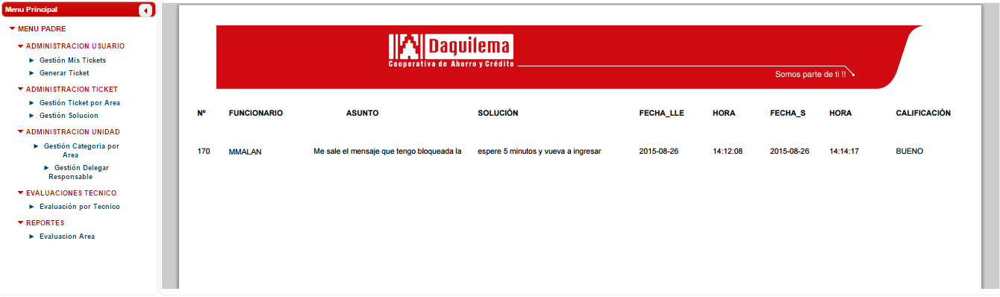 Menu Principal
MENU PADRE
ADMINISTRACION USUARIO
Gestión Mis Tickets
Generar Ticket
ADMINISTRACION TICKET
Gestión Ticket por Area
Gestión Solucion
ADMINISTRACION UNIDAD
Gestión Categoria por
Area
Gestión Delegar
Responsable
EVALUACIONES TECNICO
Evaluación por Tecnico
REPORTES
Evaluacion Area
Daquilema
Cooperativa de Ahorro y Crédito
Somos parte de ti !!
Nº FUNCIONARIO ASUNTO SOLUCIÓN FECHA_LLE HORA FECHA_S HORA CALIFICACIÓN
170 MMALAN Me sale el mensaje que tengo bloqueada la espere 5 minutos y vueva a ingresar 2015-08-26 14:12:08 2015-08-26 14:14:17 BUENO